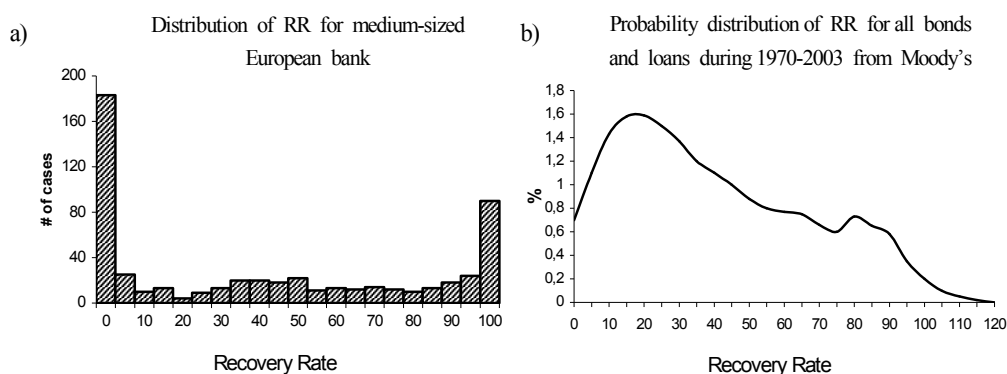 a)
Distribution of RR for medium-sized
European bank
200
160
120
80
40
0
# of cases
0 10 20 30 40 50 60 70 80 90 100
Recovery Rate
b)
Probability distribution of RR for all bonds
and loans during 1970-2003 from Moody's
1,8
1,6
1,4
1,2
1
0,8
0,6
0,4
0,2
0
%
0 10 20 30 40 50 60 70 80 90 100 110 120
Recovery Rate